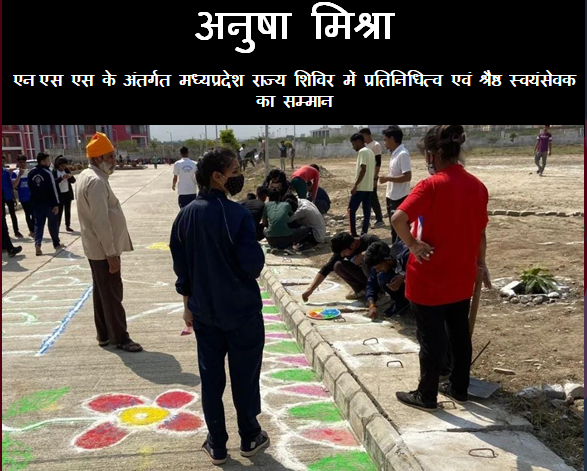 अनुषा मिश्रा
एन एस एस के अंतर्गत मध्यप्रदेश राज्य शिविर में प्रतिनिधित्व एवं श्रैष्ठ स्वयंसेवक
का सम्मान